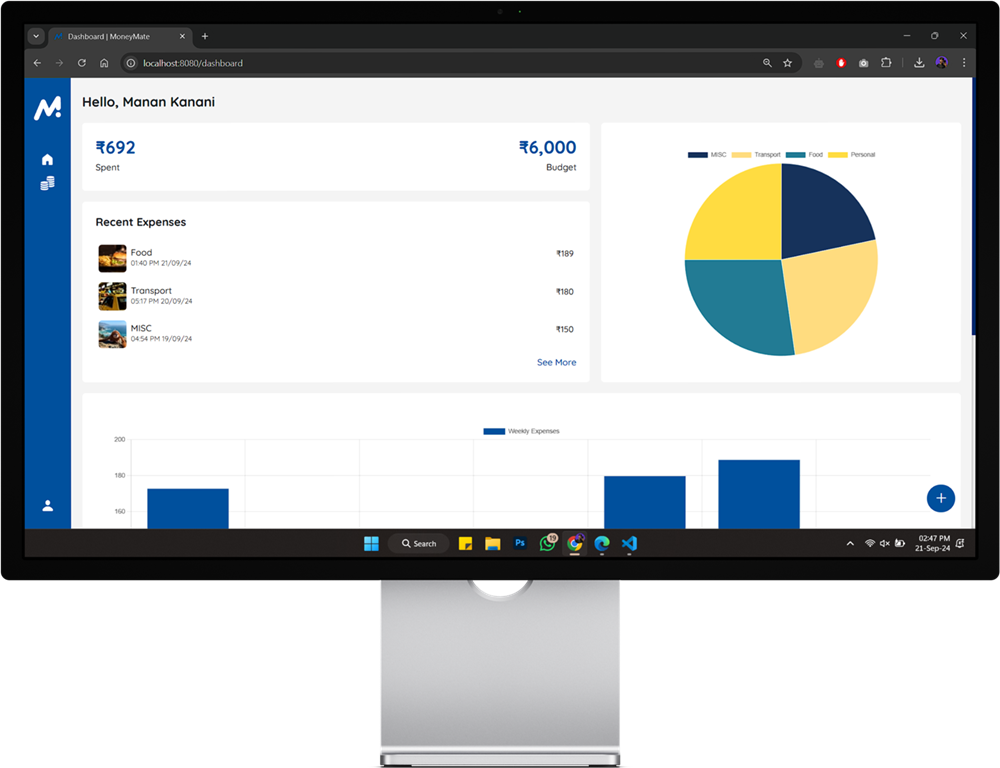 Dashboard | MoneyMate
localhost:8080/dashboard
Hello, Manan Kanani
₹692
Spent
₹6,000
Budget
Recent Expenses
Food
01:40 PM 21/09/24
₹189
Transport
05:17 PM 20/09/24
₹180
MISC
04:54 PM 19/09/24
₹150
See More
MISC Transport Food Personal
Weekly Expenses
200
180
160
Search
Ps
19
02:47 PM
21-Sep-24